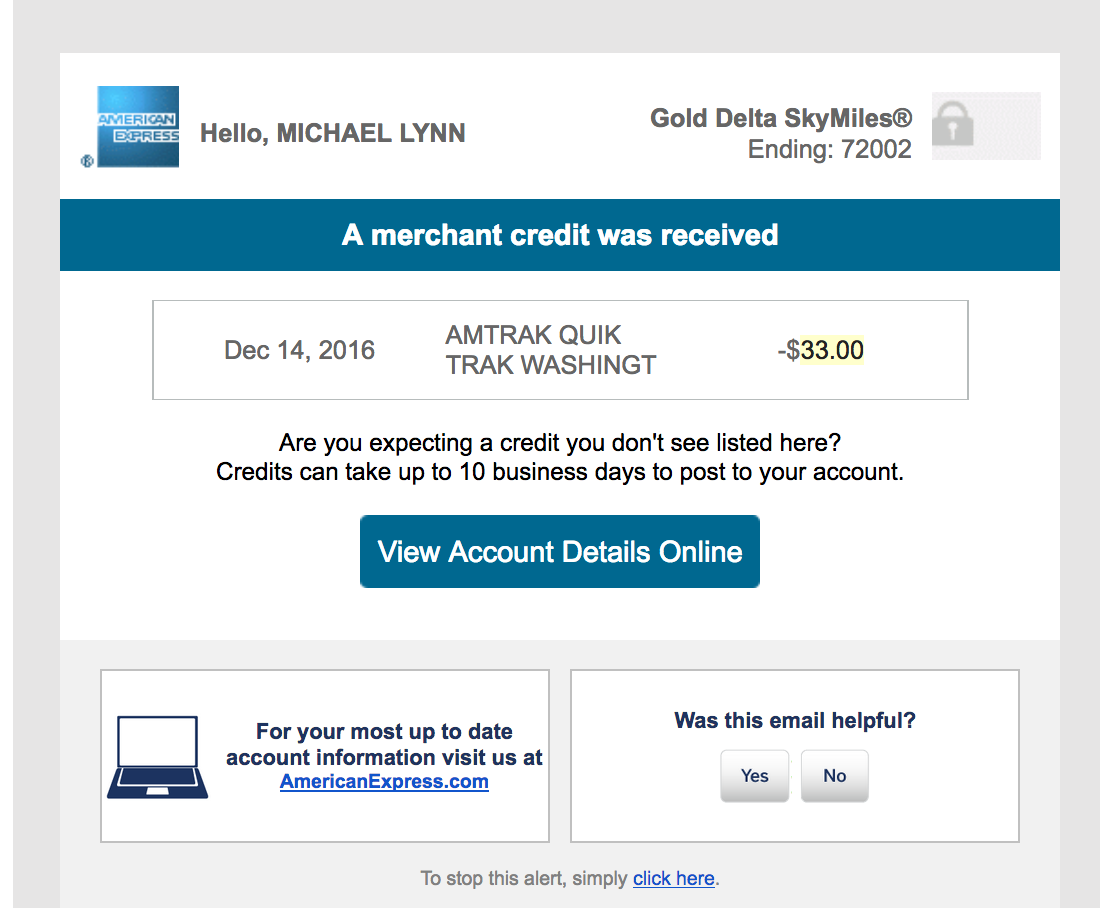 AMERICAN
EXPRESS
®
Hello, MICHAEL LYNN
Gold Delta SkyMiles®
Ending: 72002
A merchant credit was received
Dec 14, 2016
AMTRAK QUIK
TRAK WASHINGT
-$33.00
Are you expecting a credit you don't see listed here?
Credits can take up to 10 business days to post to your account.
View Account Details Online
For your most up to date
account information visit us at
AmericanExpress.com
Was this email helpful?
Yes
No
To stop this alert, simply click here.